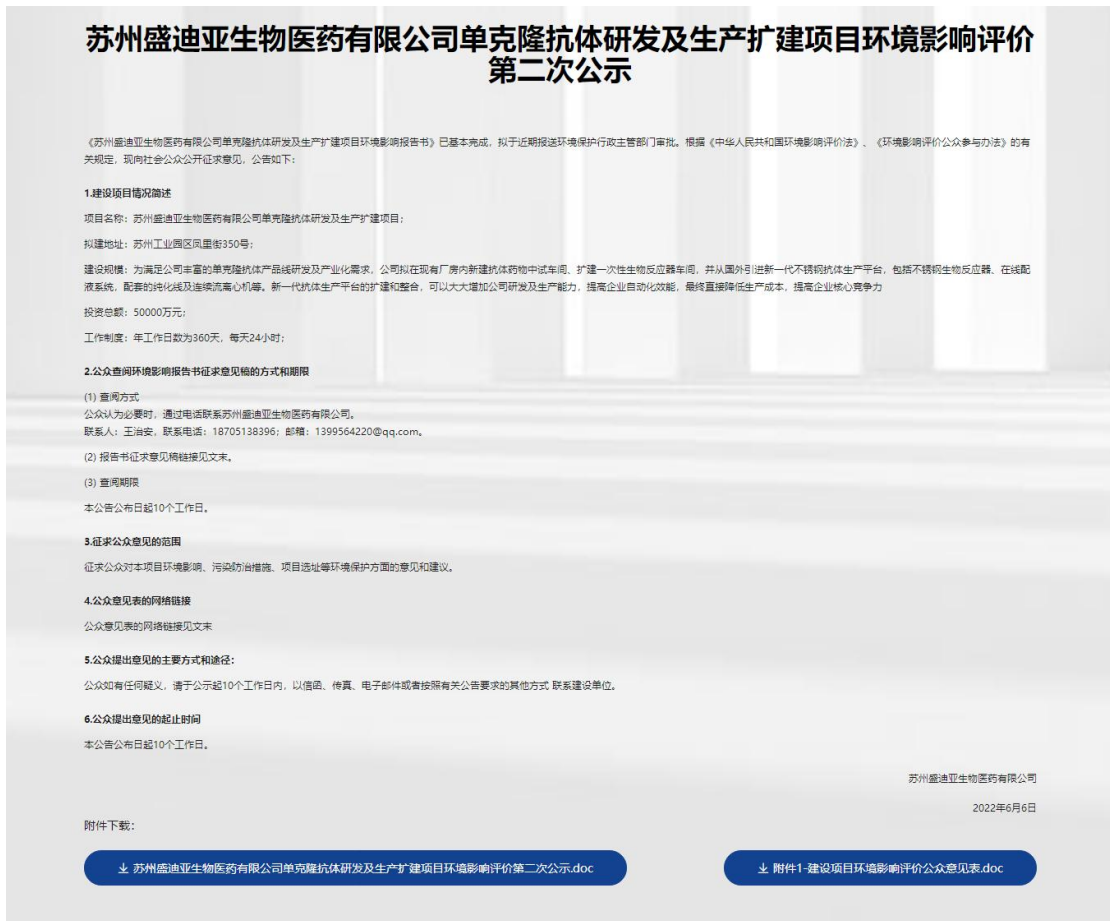 苏州盛迪亚生物医药有限公司单克隆抗体研发及生产扩建项目环境影响评价
第二次公示
《苏州盛迪亚生物医药有限公司单克隆抗体研发及生产扩建项目环境影响报告书》已基本完成，拟于近期报送环境保护行政主管部门审批。根据《中华人民共和国环境影响评价法》、《环境影响评价公众参与办法》的有
关规定，现向社会公众公开征求意见，公告如下：
1.建设项目情况简述
项目名称：苏州盛迪亚生物医药有限公司单克隆抗体研发及生产扩建项目；
拟建地址：苏州工业园区凤里街350号；
建设规模：为满足公司丰富的单克隆抗体产品线研发及产业化需求，公司拟在现有厂房内新建抗体药物中试车间、扩建一次性生物反应器车间，并从国外引进新一代不锈钢抗体生产平台，包括不锈钢生物反应器、在线配
液系统，配套的纯化线及连续流离心机等。新一代抗体生产平台的扩建和整合，可以大大增加公司研发及生产能力，提高企业自动化效能，最终直接降低生产成本，提高企业核心竞争力
投资总额：50000万元；
工作制度：年工作日数为360天，每天24小时；
2.公众查阅环境影响报告书征求意见稿的方式和期限
(1) 查阅方式
公众认为必要时，通过电话联系苏州盛迪亚生物医药有限公司。
联系人：王治安，联系电话：18705138396；邮箱：1399564220@qq.com。
(2) 报告书征求意见稿链接见文末。
(3) 查阅期限
本公告公布日起10个工作日。
3.征求公众意见的范围
征求公众对本项目环境影响、污染防治措施、项目选址等环境保护方面的意见和建议。
4.公众意见表的网络链接
公众意见表的网络链接见文末
5.公众提出意见的主要方式和途径：
公众如有任何疑义，请于公示起10个工作日内，以信函、传真、电子邮件或者按照有关公告要求的其他方式 联系建设单位。
6.公众提出意见的起止时间
本公告公布日起10个工作日。
苏州盛迪亚生物医药有限公司
2022年6月6日
附件下载：
苏州盛迪亚生物医药有限公司单克隆抗体研发及生产扩建项目环境影响评价第二次公示.doc
附件1-建设项目环境影响评价公众意见表.doc